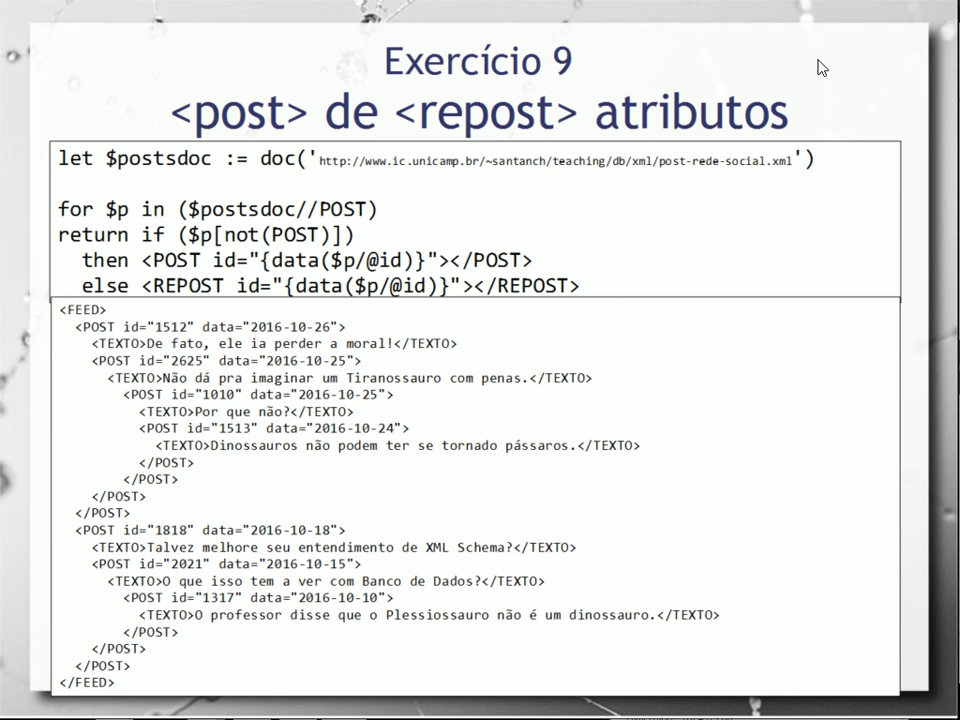 Exercício 9
<post> de <repost> atributos
let $postsdoc := doc('http://www.ic.unicamp.br/~santanch/teaching/db/xml/post-rede-social.xml')
for $p in ($postsdoc//POST)
return if ($p[not(POST)])
then <POST id="{data($p/@id)}"></POST>
else <REPOST id="{data($p/@id)}"></REPOST>
<FEED>
<POST id="1512" data="2016-10-26">
<TEXTO>De fato, ele ia perder a moral!</TEXTO>
<POST id="2625" data="2016-10-25">
<TEXTO>Não dá pra imaginar um Tiranossauro com penas.</TEXTO>
<POST id="1010" data="2016-10-25">
<TEXTO>Por que não?</TEXTO>
<POST id="1513" data="2016-10-24">
<TEXTO>Dinossauros não podem ter se tornado pássaros.</TEXTO>
</POST>
</POST>
</POST>
</POST>
<POST id="1818" data="2016-10-18">
<TEXTO>Talvez melhore seu entendimento de XML Schema?</TEXTO>
<POST id="2021" data="2016-10-15">
<TEXTO>O que isso tem a ver com Banco de Dados?</TEXTO>
<POST id="1317" data="2016-10-10">
<TEXTO>O professor disse que o Plessiossauro não é um dinossauro.</TEXTO>
</POST>
</POST>
</POST>
</FEED>